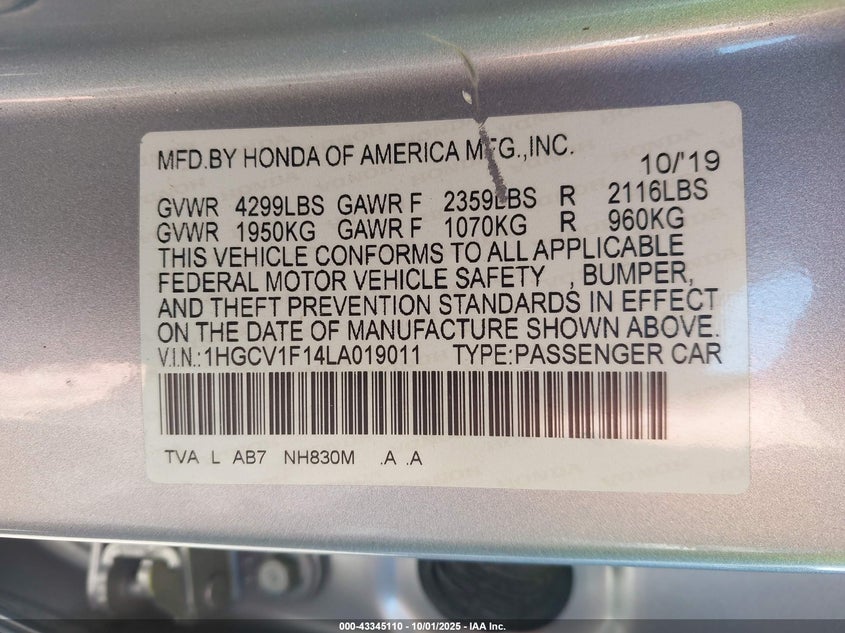 MFD.BY HONDA OF AMERICA MFG.,INC. 10/'19
GVWR 4299LBS GAWR F 2359LBS R 2116LBS
GVWR 1950KG GAWR F 1070KG R 960KG
THIS VEHICLE CONFORMS TO ALL APPLICABLE
FEDERAL MOTOR VEHICLE SAFETY , BUMPER,
AND THEFT PREVENTION STANDARDS IN EFFECT
ON THE DATE OF MANUFACTURE SHOWN ABOVE.
V.I.N.:1HGCV1F14LA019011 TYPE:PASSENGER CAR
TVA L AB7 NH830M .A .A
000-43345110 - 10/01/2025 - IAA Inc.